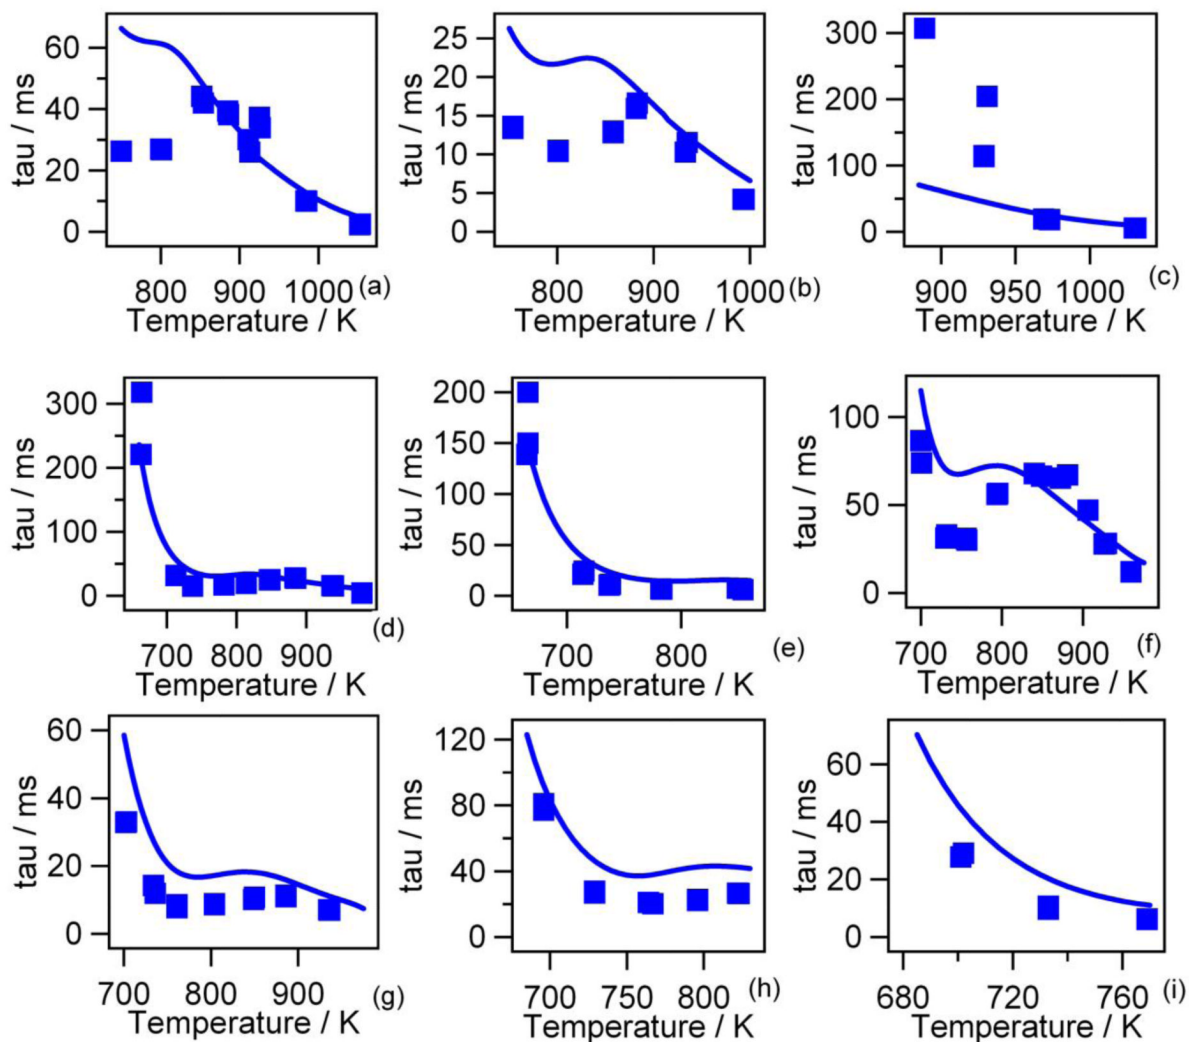 60
40
20
0
tau / ms
800 900 1000 (a)
Temperature / K
25
20
15
10
5
0
tau / ms
800 900 1000 (b)
Temperature / K
300
200
100
0
tau / ms
900 950 1000 (c)
Temperature / K
300
200
100
0
tau / ms
700 800 900 (d)
Temperature / K
200
150
100
50
0
tau / ms
700 800 (e)
Temperature / K
100
50
0
tau / ms
700 800 900 (f)
Temperature / K
60
40
20
0
tau / ms
700 800 900 (g)
Temperature / K
120
80
40
0
tau / ms
700 750 800 (h)
Temperature / K
60
40
20
0
tau / ms
680 720 760 (i)
Temperature / K